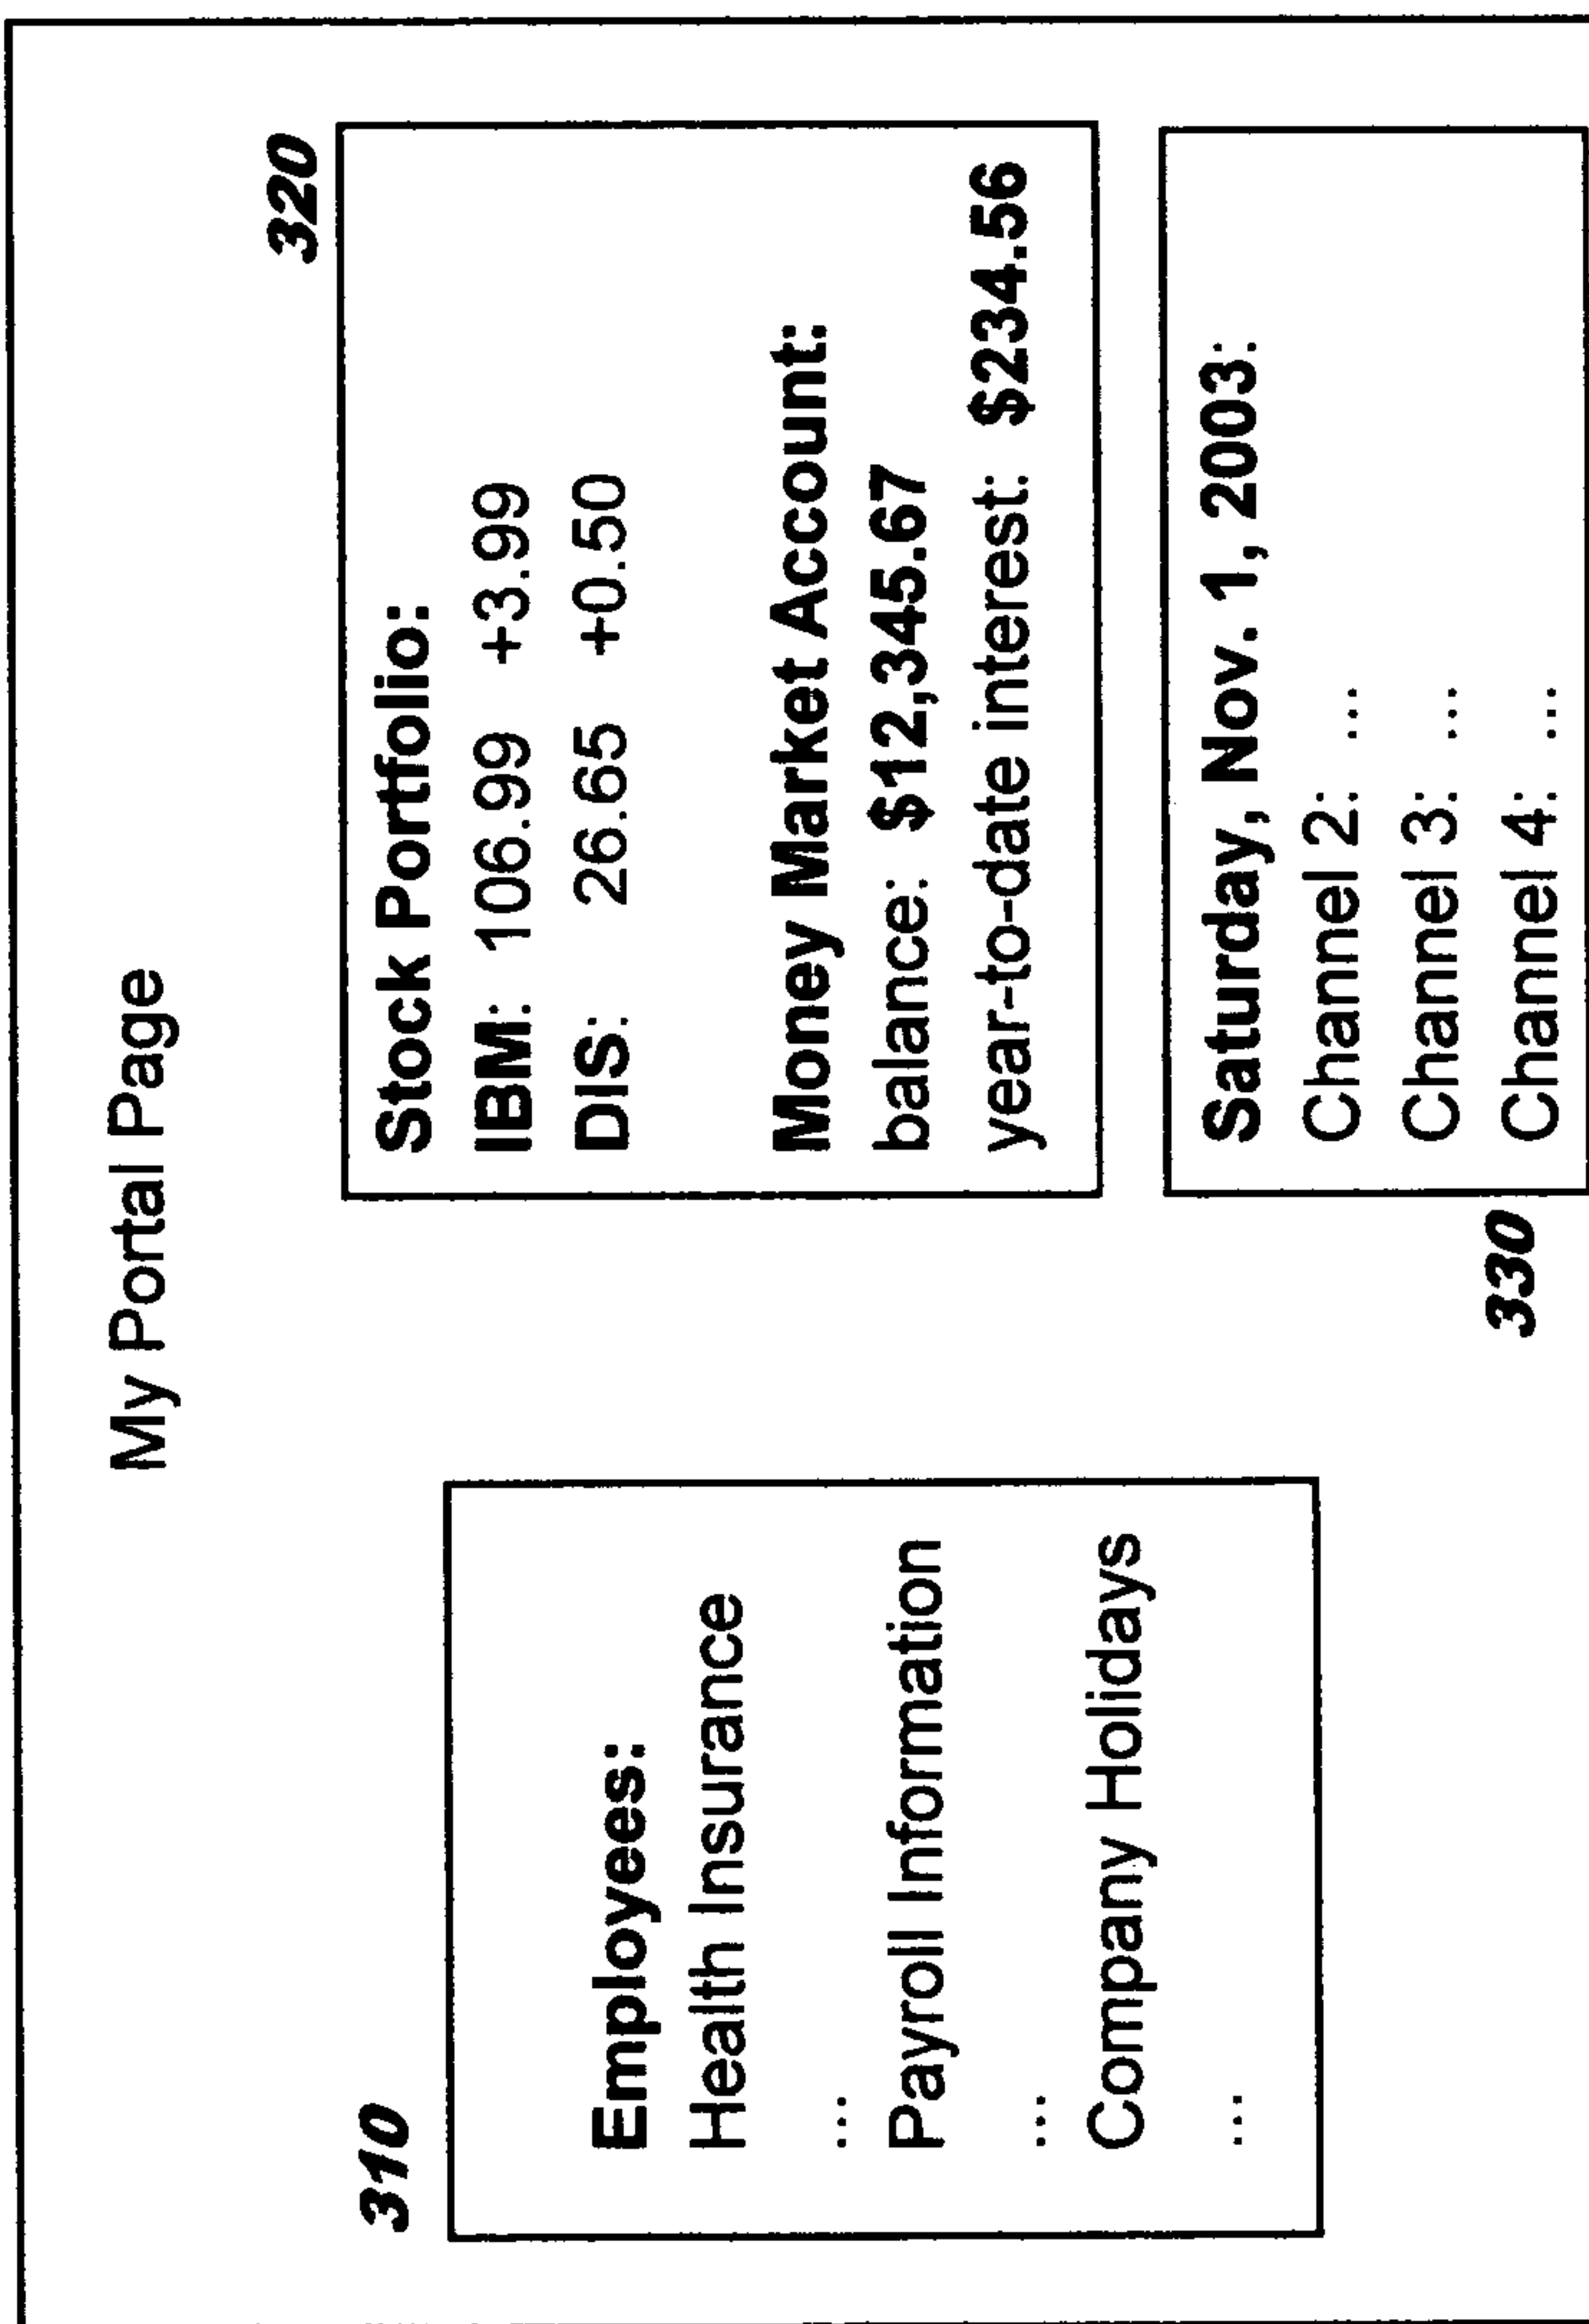 My Portal Page
310
Employees:
Health Insurance
...
Payroll Information
...
Company Holidays
...
320
Stock Portfolio:
IBM: 106.99 +3.99
DIS: 26.65 +0.50
Money Market Account:
balance: $12,345.67
year-to-date interest: $234.56
330
Saturday, Nov. 1, 2003:
Channel 2: ...
Channel 3: ...
Channel 4: ...